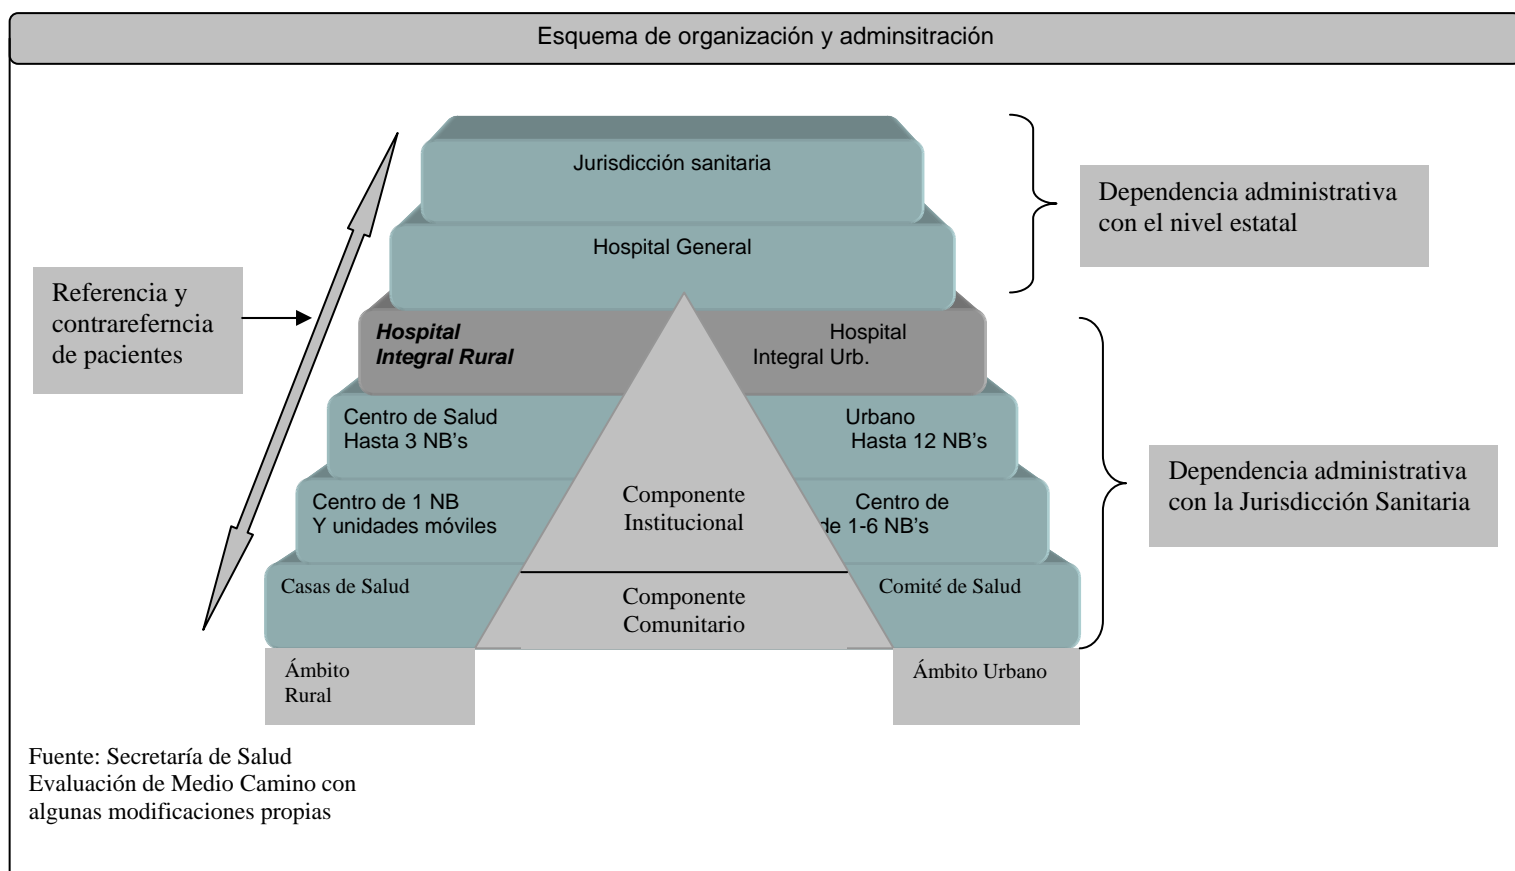 Esquema de organización y adminsitración
Jurisdicción sanitaria
Dependencia administrativa
con el nivel estatal
Hospital General
Referencia y
contrareferncia
de pacientes
Hospital
Integral Rural
Hospital
Integral Urb.
Centro de Salud
Hasta 3 NB’s
Urbano
Hasta 12 NB’s
Dependencia administrativa
con la Jurisdicción Sanitaria
Centro de 1 NB
Y unidades móviles
Componente
Institucional
Centro de
de 1-6 NB’s
Casas de Salud
Componente
Comunitario
Comité de Salud
Ámbito
Rural
Ámbito Urbano
Fuente: Secretaría de Salud
Evaluación de Medio Camino con
algunas modificaciones propias